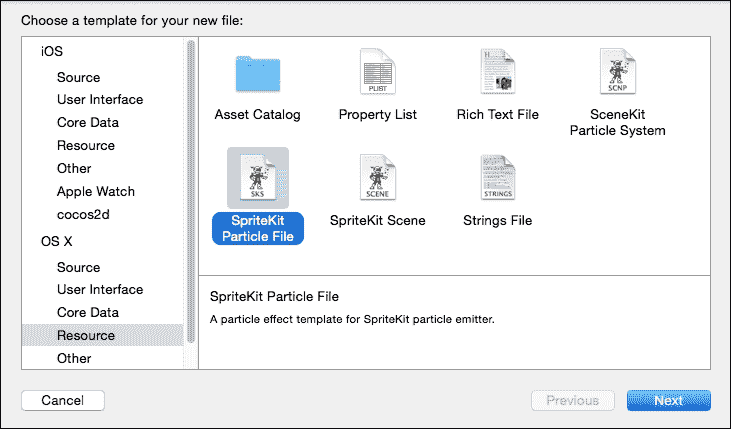 Choose a template for your new file:
iOS
Source
User Interface
Core Data
Resource
Other
Apple Watch
cocos2d
OS X
Source
User Interface
Core Data
Resource
Other
PLIST
SCNP
Asset Catalog
Property List
Rich Text File
SceneKit
Particle System
SKS
SCENE
STRINGS
SpriteKit
Particle File
SpriteKit Scene
Strings File
SpriteKit Particle File
A particle effect template for SpriteKit particle emitter.
Cancel
Previous
Next